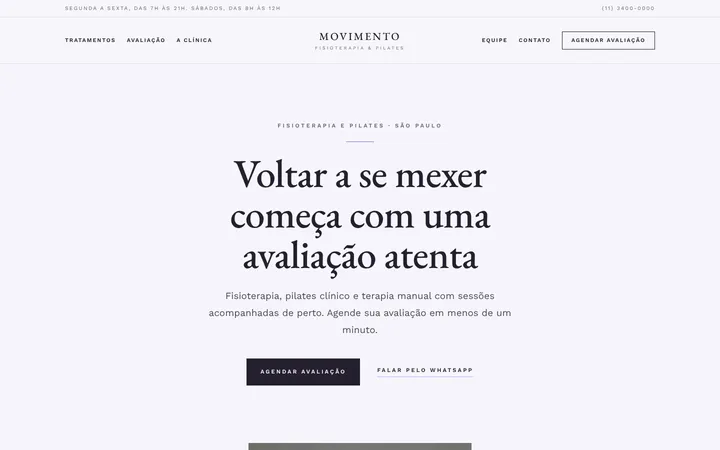 SEGUNDA A SEXTA, DAS 7H ÀS 21H. SÁBADOS, DAS 8H ÀS 12H
(11) 3400-0000
TRATAMENTOS
AVALIAÇÃO
A CLÍNICA
MOVIMENTO
FISIOTERAPIA & PILATES
EQUIPE
CONTATO
AGENDAR AVALIAÇÃO
FISIOTERAPIA E PILATES · SÃO PAULO
Voltar a se mexer
começa com uma
avaliação atenta
Fisioterapia, pilates clínico e terapia manual com sessões
acompanhadas de perto. Agende sua avaliação em menos de um
minuto.
AGENDAR AVALIAÇÃO
FALAR PELO WHATSAPP